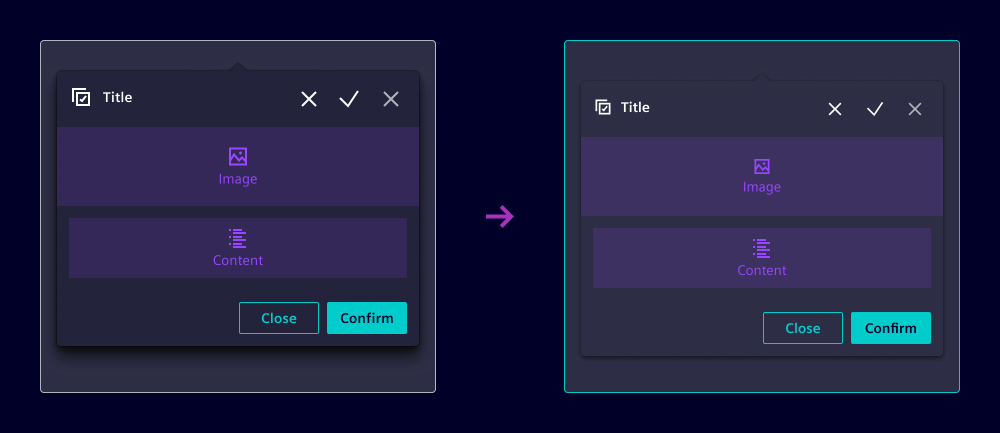 Title
Image
Content
Close
Confirm
Title
Image
Content
Close
Confirm